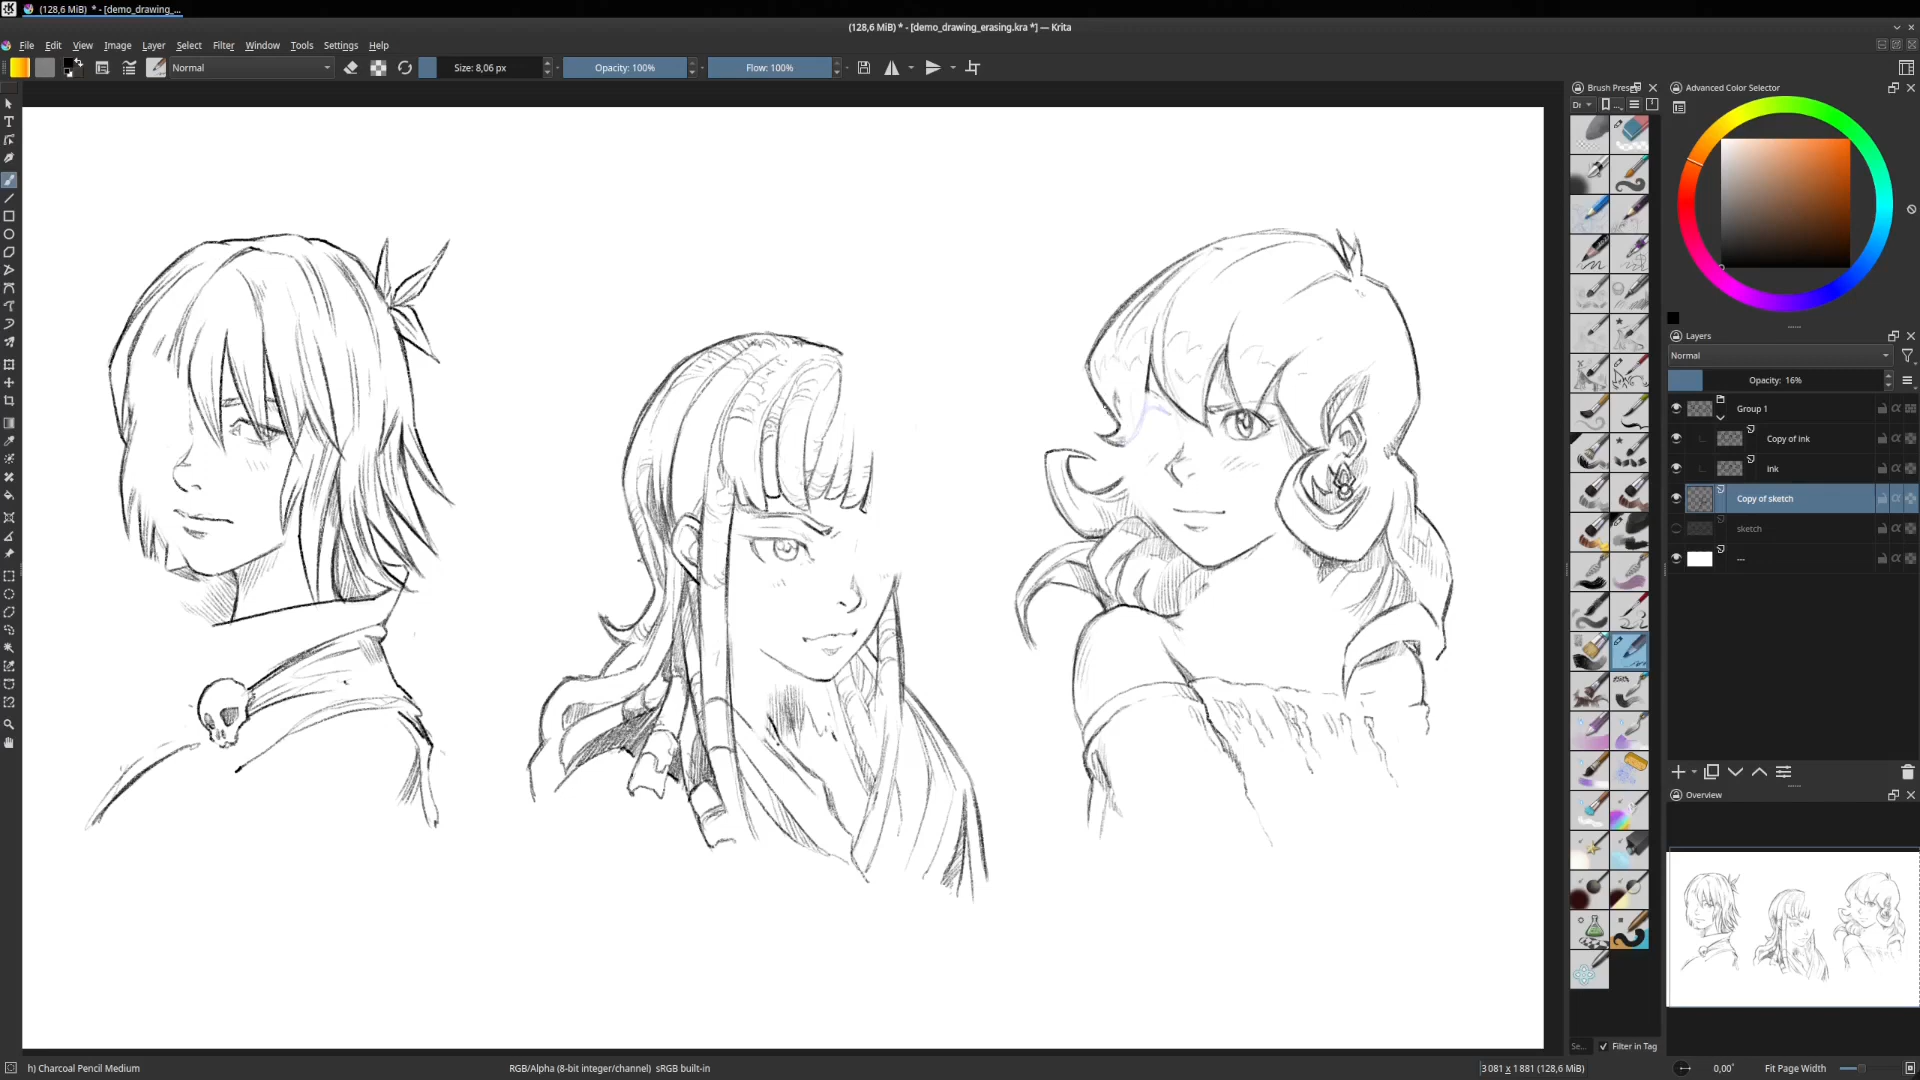 (128,6 MiB) * - [demo_drawing_...
(128,6 MiB) * - [demo_drawing_erasing.kra *] — Krita
File Edit View Image Layer Select Filter Window Tools Settings Help
Normal
Size: 8,06 px
Opacity: 100%
Flow: 100%
Brush Pres
Advanced Color Selector
Layers
Normal
Opacity: 16%
Group 1
Copy of ink
ink
Copy of sketch
sketch
---
Overview
Se...
Filter in Tag
h) Charcoal Pencil Medium
RGB/Alpha (8-bit integer/channel) sRGB built-in
3 081 x 1 881 (128,6 MiB)
0,00°
Fit Page Width